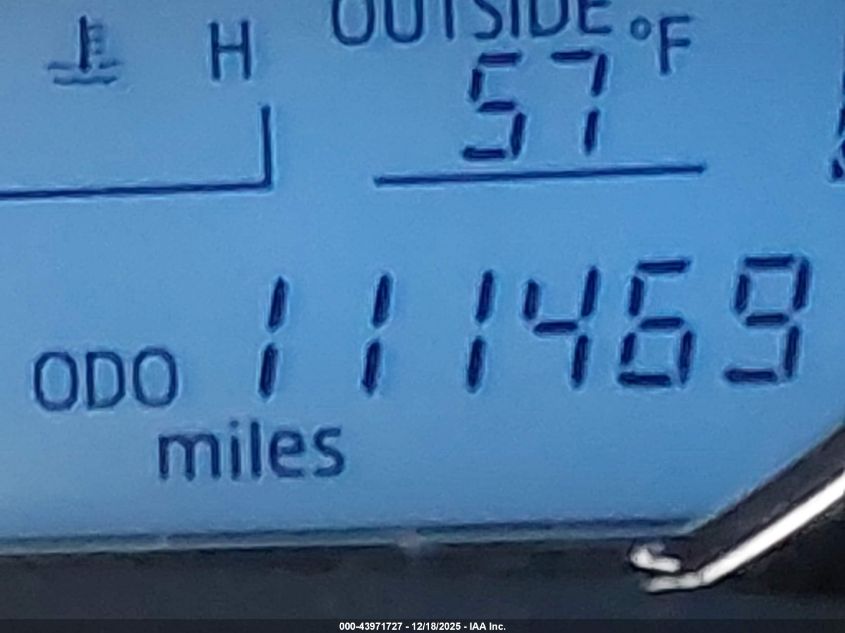 H
OUTSIDE °F
57
ODO 111469
miles
000-43971727 - 12/18/2025 - IAA Inc.